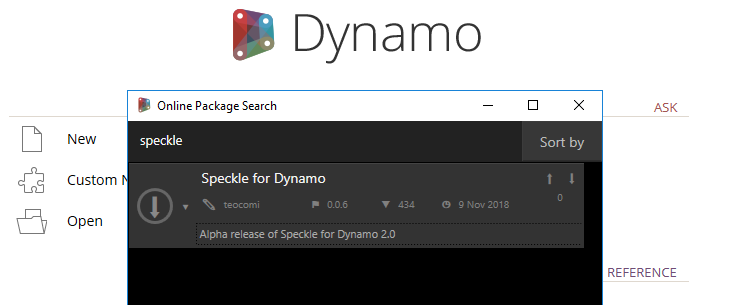 Dynamo
Online Package Search
ASK
speckle
Sort by
New
Custom N
Open
Speckle for Dynamo
teocomi
0.0.6
434
9 Nov 2018
0
Alpha release of Speckle for Dynamo 2.0
REFERENCE